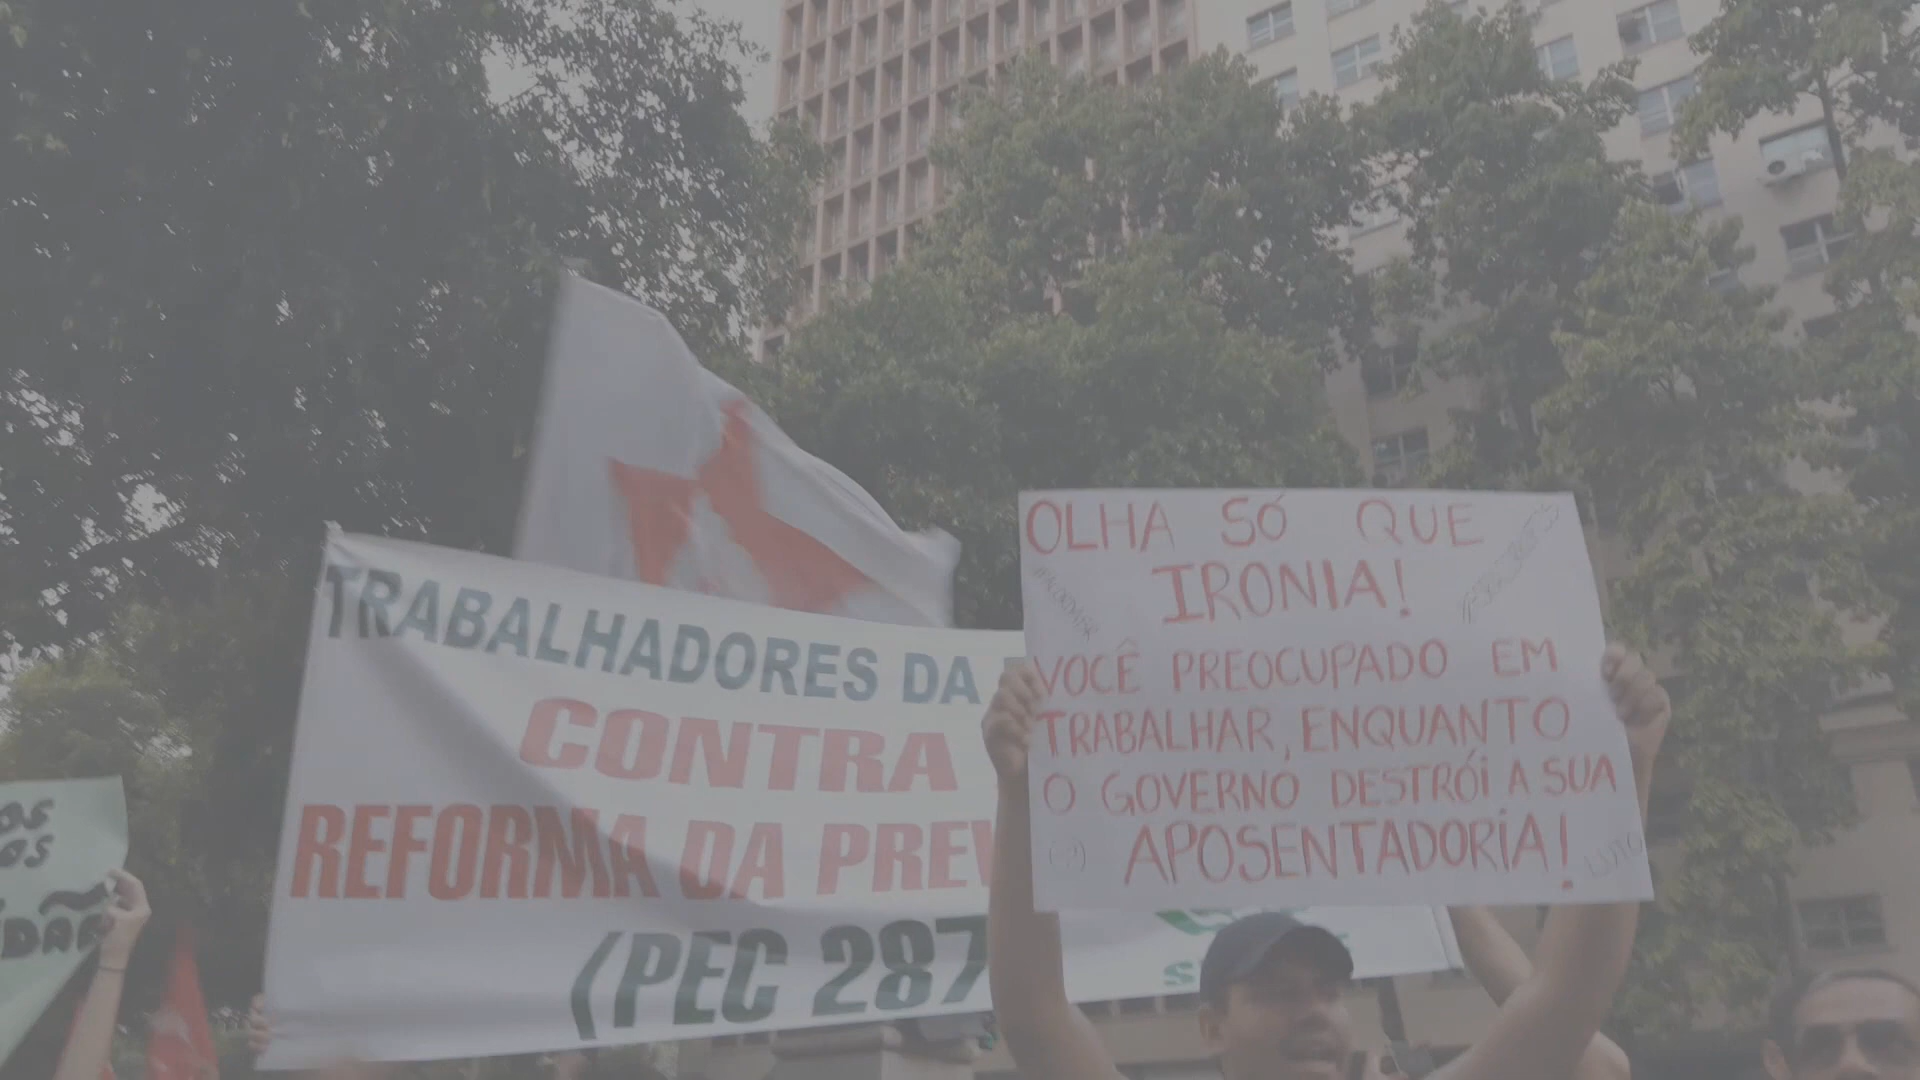 TRABALHADORES DA
CONTRA
REFORMA DA PREV
(PEC 287
OLHA SÓ QUE
IRONIA!
VOCÊ PREOCUPADO EM
TRABALHAR, ENQUANTO
O GOVERNO DESTRÓI A SUA
APOSENTADORIA!
LUTO